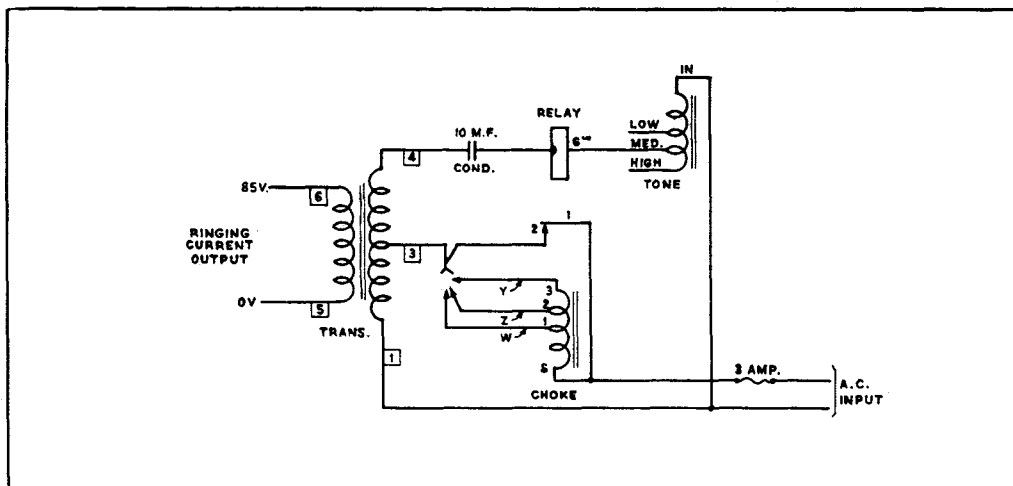 IN
RELAY
LOW
10 M.F.
6ʷ
MED.
4
COND.
HIGH
TONE
85V.
6
1
2
RINGING
CURRENT
OUTPUT
3
Y
3
2
Z
1
W
0V
5
TRANS.
1
S
3 AMP.
A.C.
INPUT
CHOKE